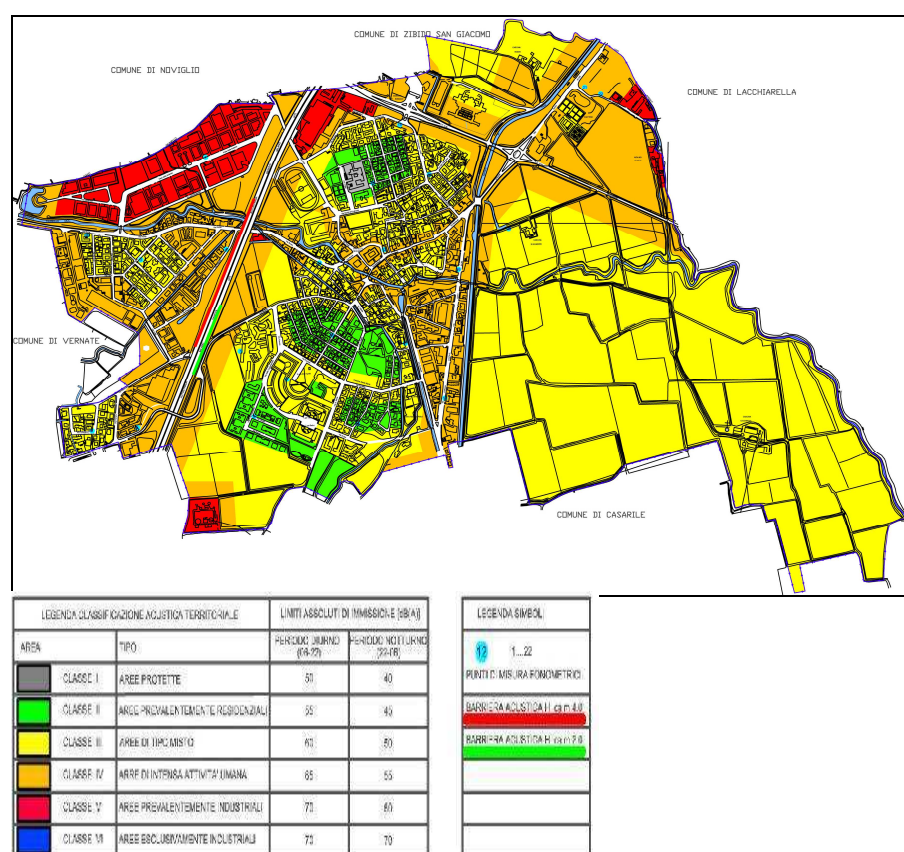 COMUNE DI ZIBIDO SAN GIACOMO
COMUNE DI NOVIGLIO
COMUNE DI LACCHIARELLA
COMUNE DI VERNATE
COMUNE DI CASARILE
LEGENDA CLASSIFICAZIONE ACUSTICA TERRITORIALE
LIMITI ASSOLUTI DI IMMISSIONE [dB(A)]
AREA
TIPO
PERIODO DIURNO (06-22)
PERIODO NOTTURNO (22-06)
CLASSE I AREE PROTETTE 50 40
CLASSE II AREE PREVALENTEMENTE RESIDENZIALI 55 45
CLASSE III AREE DI TIPO MISTO 60 50
CLASSE IV ARRE DI INTENSA ATTIVITA' UMANA 65 55
CLASSE V AREE PREVALENTEMENTE INDUSTRIALI 70 60
CLASSE VI AREE ESCLUSIVAMENTE INDUSTRIALI 70 70
LEGENDA SIMBOLI
12 1....22
PUNTI DI MISURA FONOMETRICI
BARRIERA ACUSTICA H ca m 4.0
BARRIERA ACUSTICA H ca m 2.0